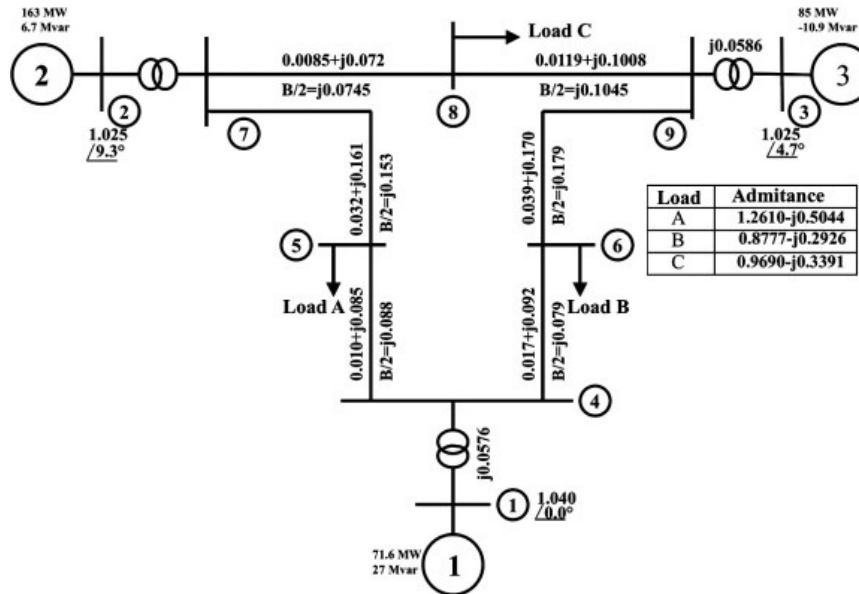 163 MW
6.7 Mvar
2
2
1.025
/9.3°
7
0.0085+j0.072
B/2=j0.0745
Load C
8
0.0119+j0.1008
B/2=j0.1045
9
j0.0586
85 MW
-10.9 Mvar
3
3
1.025
/4.7°
0.032+j0.161
B/2=j0.153
0.039+j0.170
B/2=j0.179
Load Admitance
A 1.2610-j0.5044
B 0.8777-j0.2926
C 0.9690-j0.3391
5
Load A
6
Load B
0.010+j0.085
B/2=j0.088
0.017+j0.092
B/2=j0.079
4
j0.0576
1
1.040
/0.0°
71.6 MW
27 Mvar
1